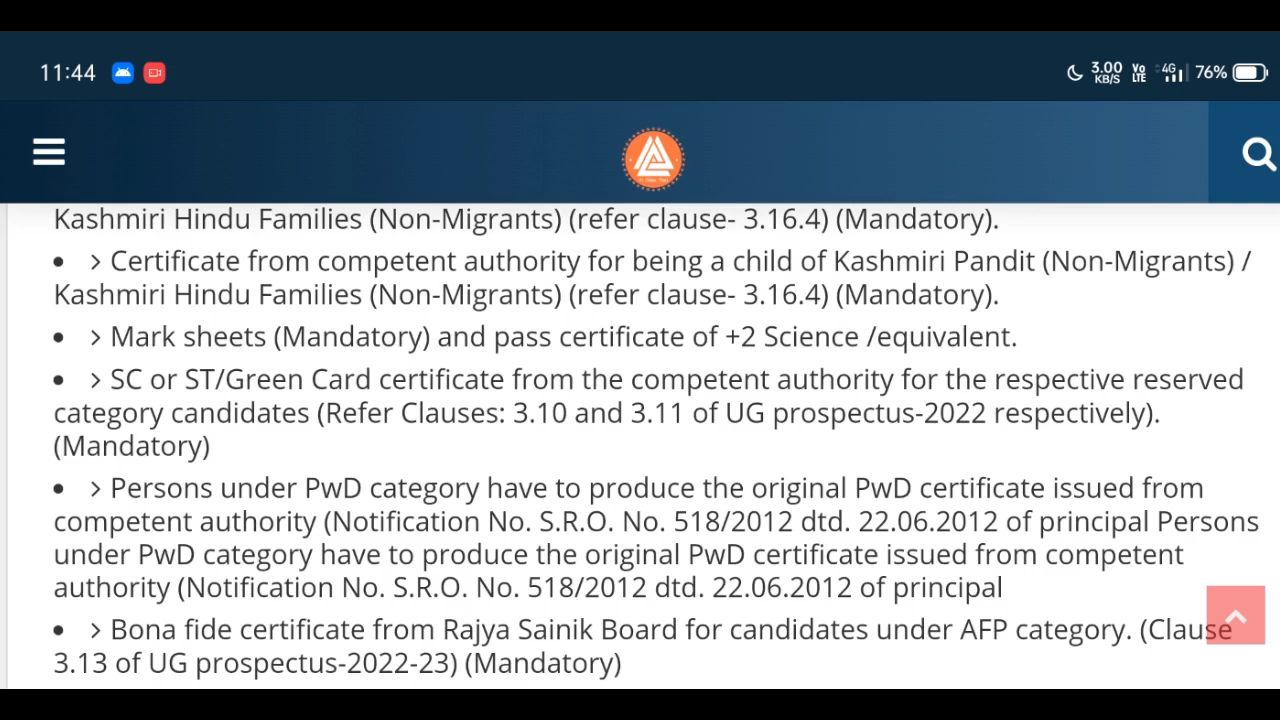 11:44
3.00 KB/S Vo LTE 4G 76%
Kashmiri Hindu Families (Non-Migrants) (refer clause- 3.16.4) (Mandatory).
• > Certificate from competent authority for being a child of Kashmiri Pandit (Non-Migrants) /
Kashmiri Hindu Families (Non-Migrants) (refer clause- 3.16.4) (Mandatory).
• > Mark sheets (Mandatory) and pass certificate of +2 Science /equivalent.
• > SC or ST/Green Card certificate from the competent authority for the respective reserved
category candidates (Refer Clauses: 3.10 and 3.11 of UG prospectus-2022 respectively).
(Mandatory)
• > Persons under PwD category have to produce the original PwD certificate issued from
competent authority (Notification No. S.R.O. No. 518/2012 dtd. 22.06.2012 of principal Persons
under PwD category have to produce the original PwD certificate issued from competent
authority (Notification No. S.R.O. No. 518/2012 dtd. 22.06.2012 of principal
• > Bona fide certificate from Rajya Sainik Board for candidates under AFP category. (Clause
3.13 of UG prospectus-2022-23) (Mandatory)